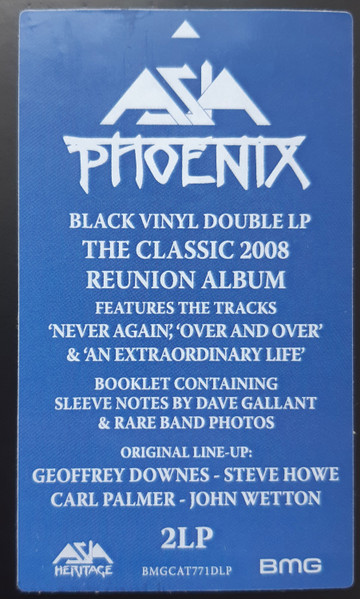 ASIA
PHOENIX
BLACK VINYL DOUBLE LP
THE CLASSIC 2008
REUNION ALBUM
FEATURES THE TRACKS
‘NEVER AGAIN’, ‘OVER AND OVER’
& ‘AN EXTRAORDINARY LIFE’
BOOKLET CONTAINING
SLEEVE NOTES BY DAVE GALLANT
& RARE BAND PHOTOS
ORIGINAL LINE-UP:
GEOFFREY DOWNES - STEVE HOWE
CARL PALMER - JOHN WETTON
2LP
ASIA
HERITAGE
BMGCAT771DLP
BMG